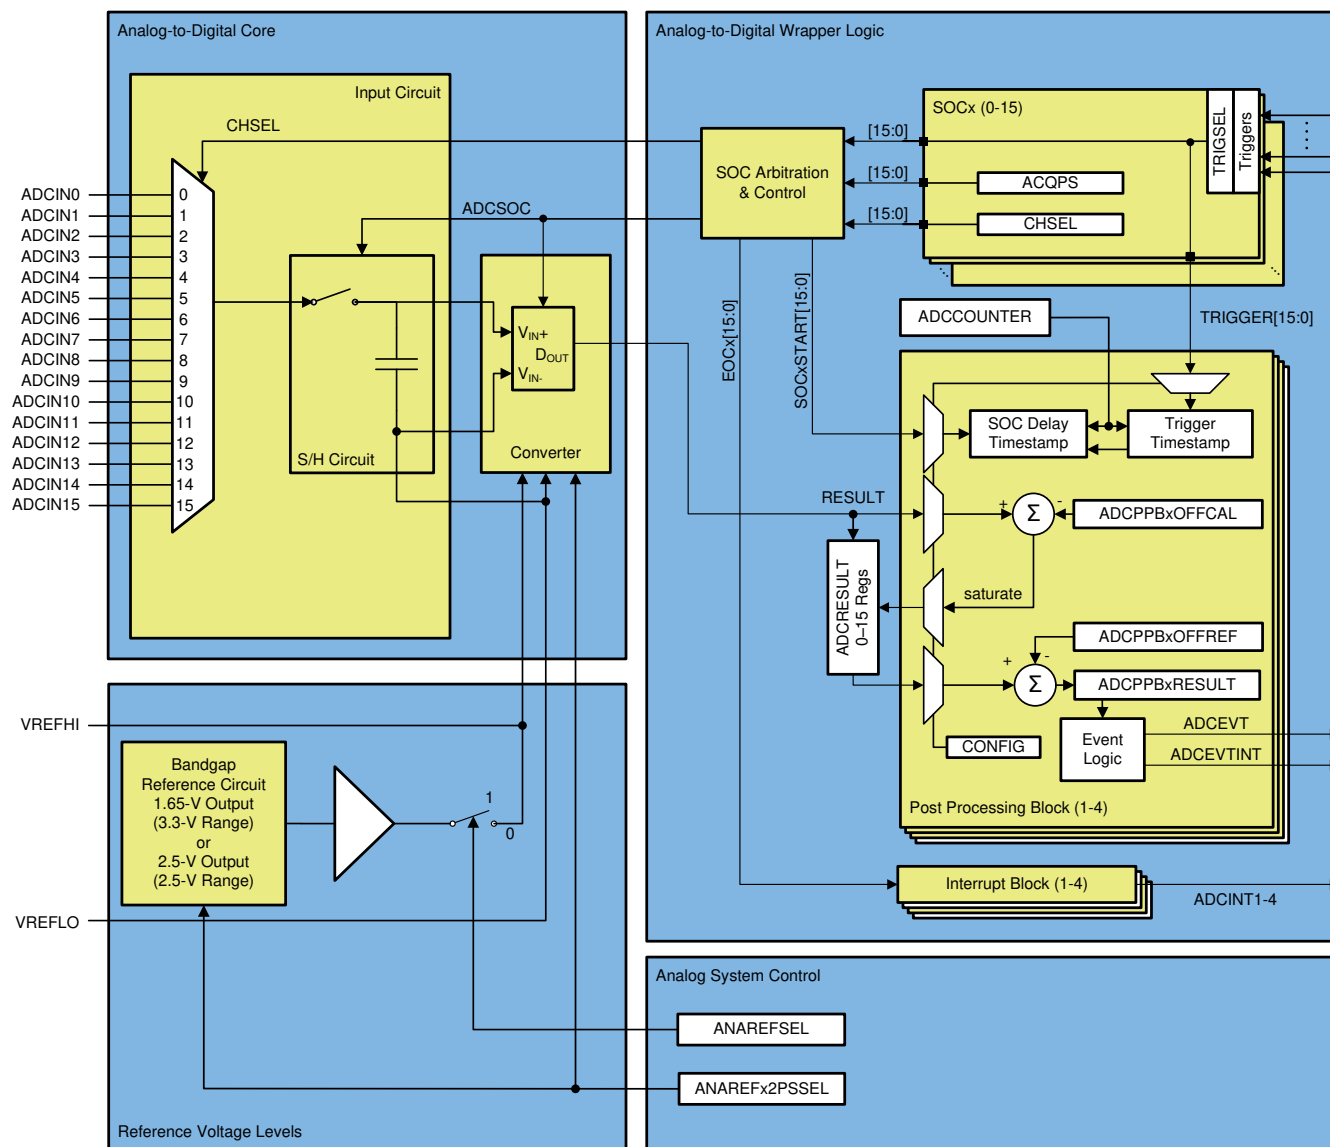 Analog-to-Digital Core
Input Circuit
CHSEL
ADCIN0
ADCIN1
ADCIN2
ADCIN3
ADCIN4
ADCIN5
ADCIN6
ADCIN7
ADCIN8
ADCIN9
ADCIN10
ADCIN11
ADCIN12
ADCIN13
ADCIN14
ADCIN15
0
1
2
3
4
5
6
7
8
9
10
11
12
13
14
15
ADCSOC
S/H Circuit
VIN+
DOUT
VIN-
Converter
Analog-to-Digital Wrapper Logic
SOC Arbitration
& Control
[15:0]
[15:0]
[15:0]
SOCx (0-15)
ACQPS
CHSEL
TRIGSEL
Triggers
EOCx[15:0]
SOCxSTART[15:0]
ADCCOUNTER
TRIGGER[15:0]
SOC Delay
Timestamp
Trigger
Timestamp
RESULT
+
Σ
-
ADCPPBxOFFCAL
ADCRESULT
0–15 Regs
saturate
ADCPPBxOFFREF
+
-
Σ
ADCPPBxRESULT
CONFIG
Event
Logic
ADCEVT
ADCEVTINT
Post Processing Block (1-4)
Interrupt Block (1-4)
ADCINT1-4
VREFHI
Bandgap
Reference Circuit
1.65-V Output
(3.3-V Range)
or
2.5-V Output
(2.5-V Range)
1
0
VREFLO
Reference Voltage Levels
Analog System Control
ANAREFSEL
ANAREFx2PSSEL